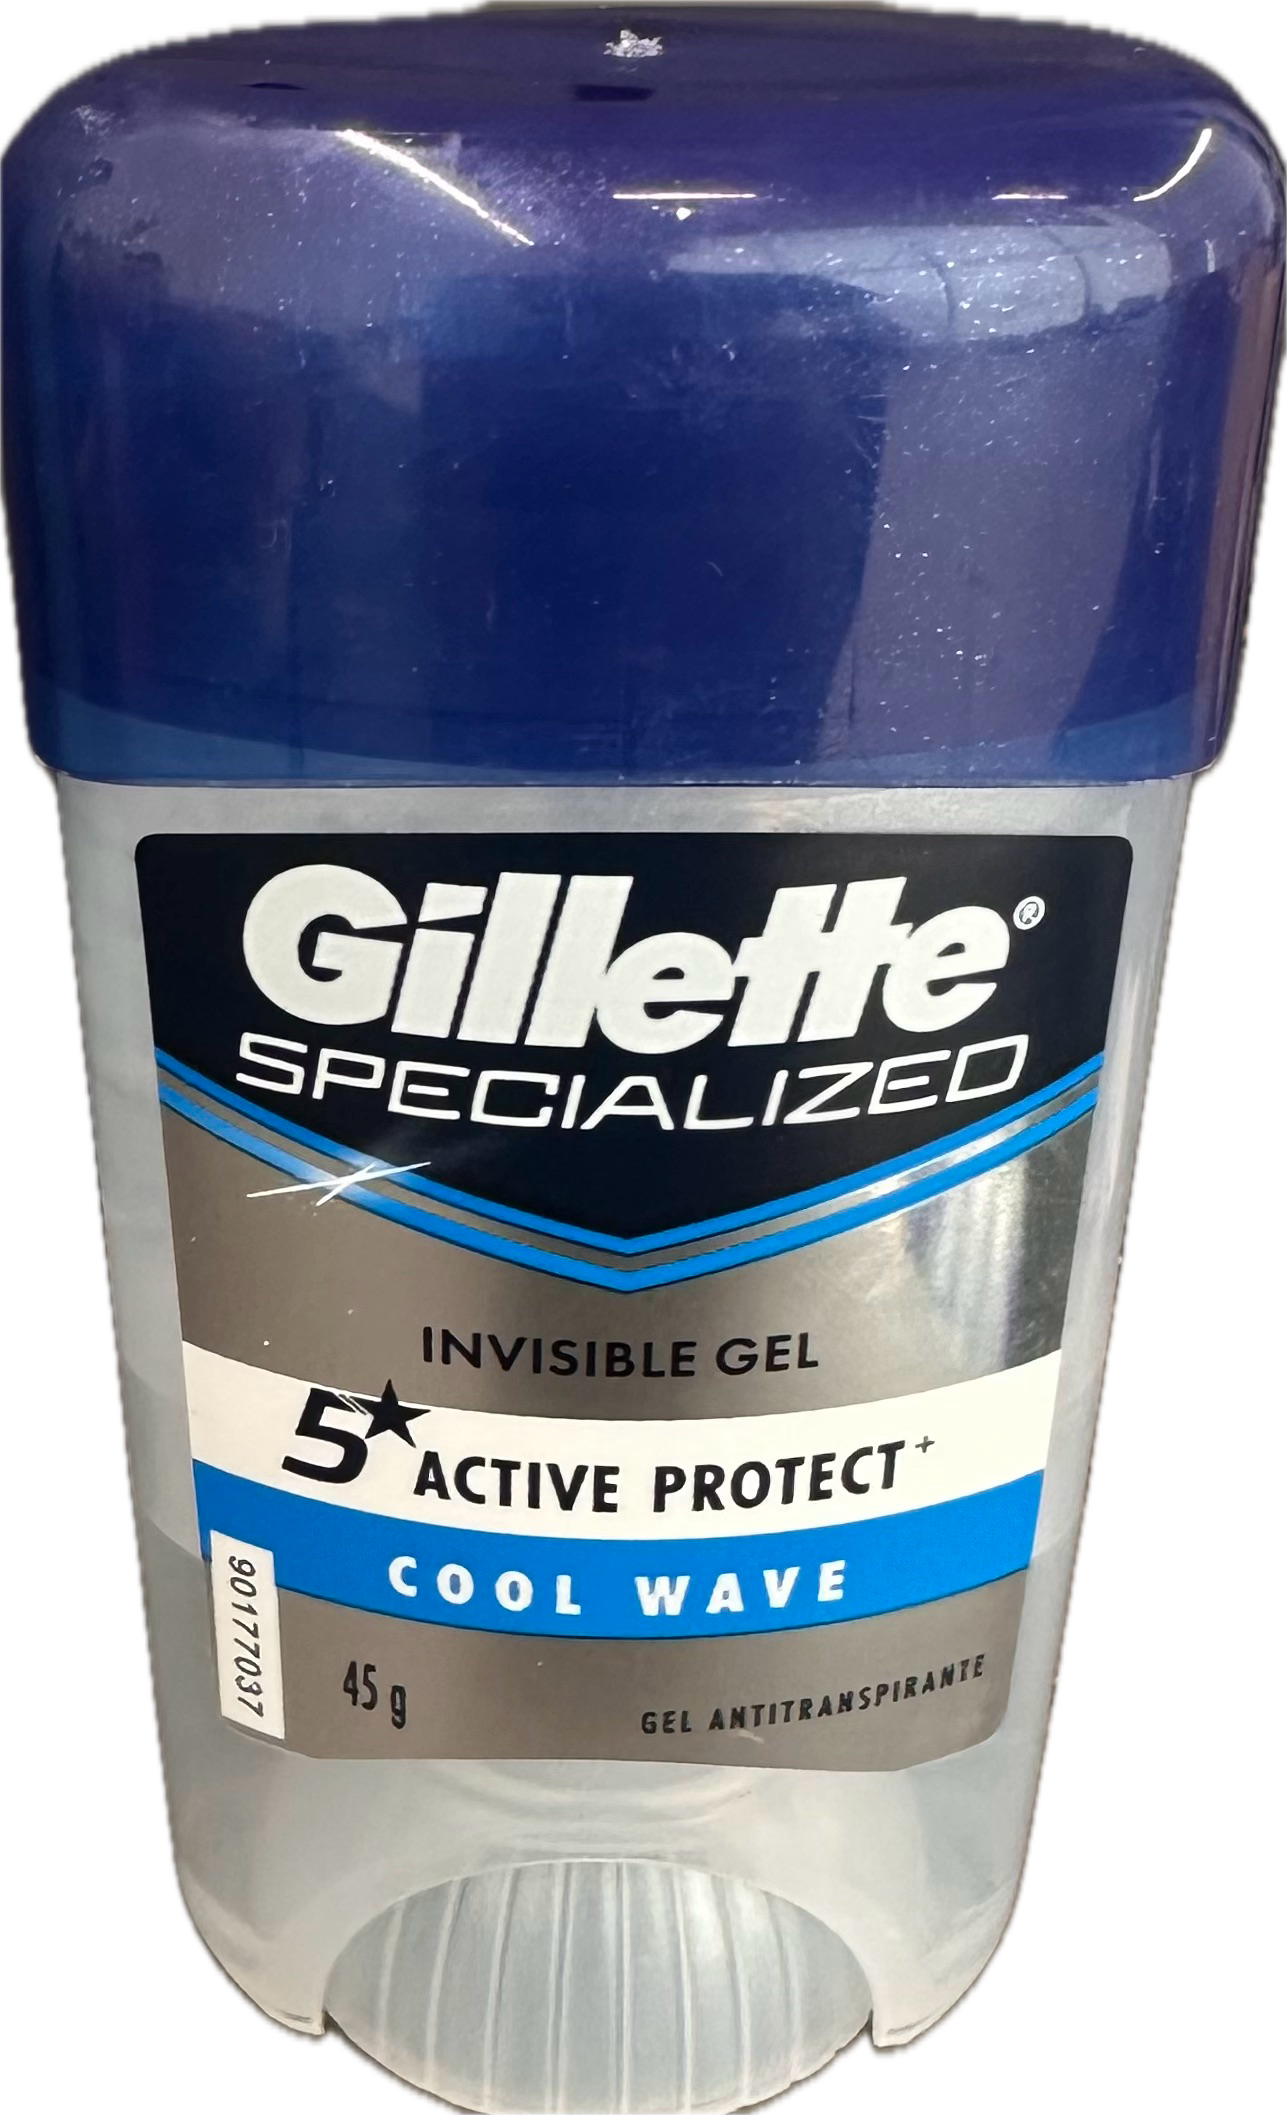 Gillette®
SPECIALIZED
INVISIBLE GEL
5★ ACTIVE PROTECT+
COOL WAVE
90177037
45 g
GEL ANTITRANSPIRANTE